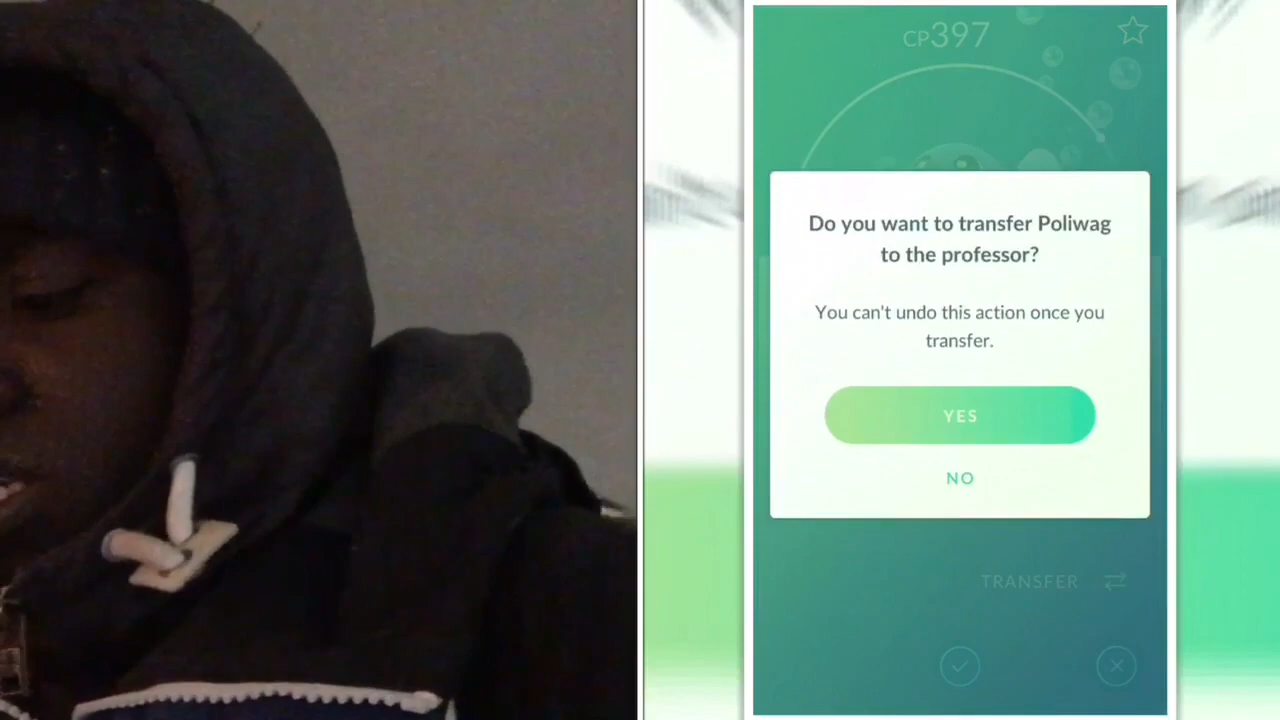 CP397
Do you want to transfer Poliwag
to the professor?
You can't undo this action once you
transfer.
YES
NO
TRANSFER